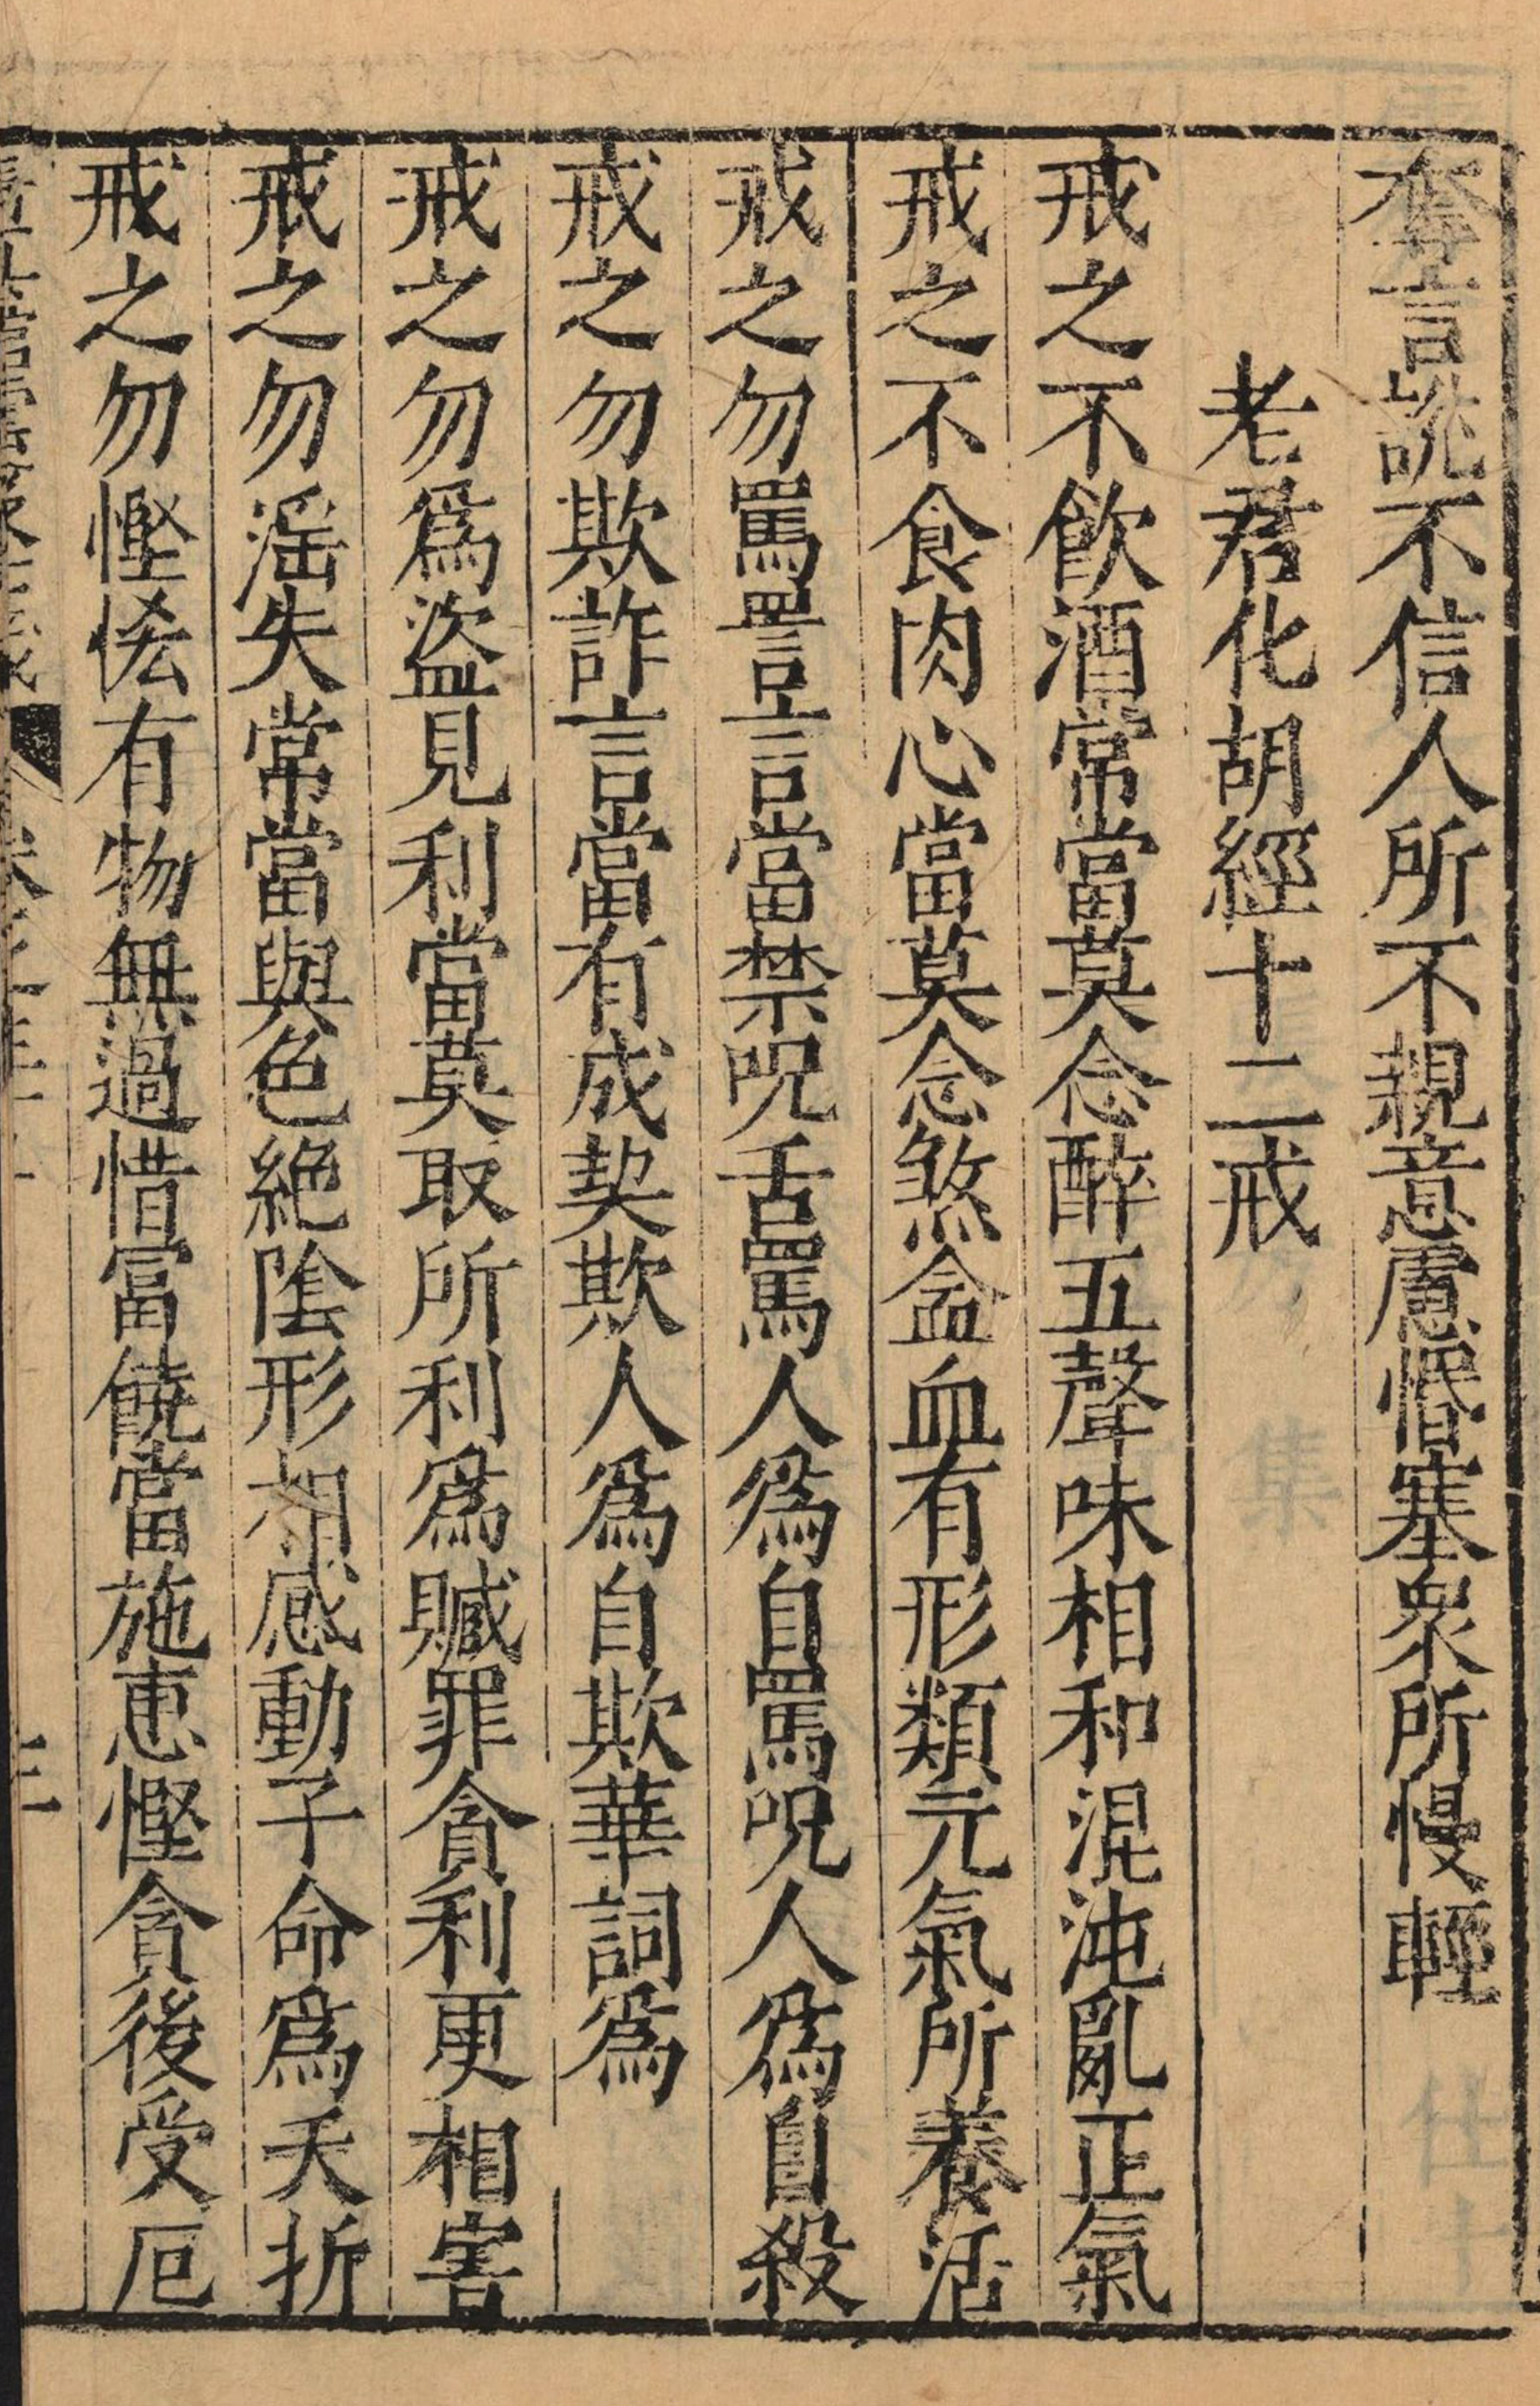 奪言訛不信人所不親意慮惛塞衆所慢輕
老君化胡經十二戒
戒之不飲酒常當莫念醉五聲味相和混沌亂正氣
戒之不食肉心當莫念煞盒血有形類元氣所養活
戒之勿罵詈言當禁呪舌罵人爲自罵呪人爲自殺
戒之勿欺詐言當有成契欺人爲自欺華詞爲
戒之勿爲盜見利當莫取所利爲贓罪貪利更相害
戒之勿淫失常當與色絶陰形相感動子命爲夭折
戒之勿慳悋有物無過惜富饒當施恵慳貪後受厄
三